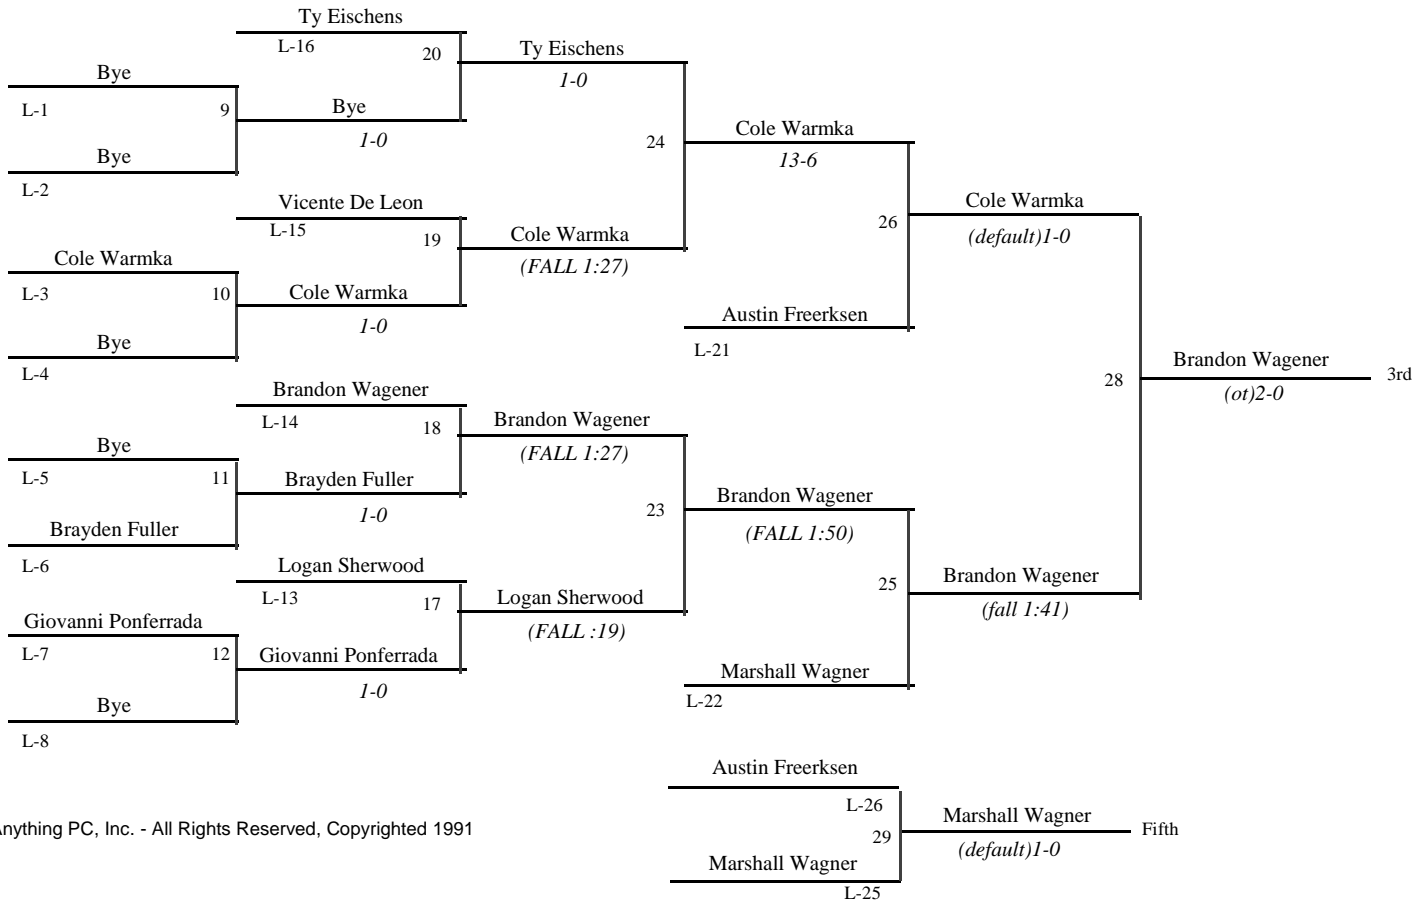 Ty Eischens
L-16
20
Ty Eischens
1-0
Bye
L-1
9
Bye
1-0
Bye
L-2
24
Cole Warmka
13-6
Vicente De Leon
L-15
19
Cole Warmka
(FALL 1:27)
26
Cole Warmka
(default)1-0
Cole Warmka
L-3
10
Cole Warmka
1-0
Bye
L-4
Austin Freerksen
L-21
28
Brandon Wagener
(ot)2-0
3rd
Brandon Wagener
L-14
18
Brandon Wagener
(FALL 1:27)
Bye
L-5
11
Brayden Fuller
1-0
Brayden Fuller
L-6
23
Brandon Wagener
(FALL 1:50)
Logan Sherwood
L-13
17
Logan Sherwood
(FALL :19)
25
Brandon Wagener
(fall 1:41)
Giovanni Ponferrada
L-7
12
Giovanni Ponferrada
1-0
Bye
L-8
Marshall Wagner
L-22
Austin Freerksen
L-26
29
Marshall Wagner
(default)1-0
Fifth
Marshall Wagner
L-25
nything PC, Inc. - All Rights Reserved, Copyrighted 1991